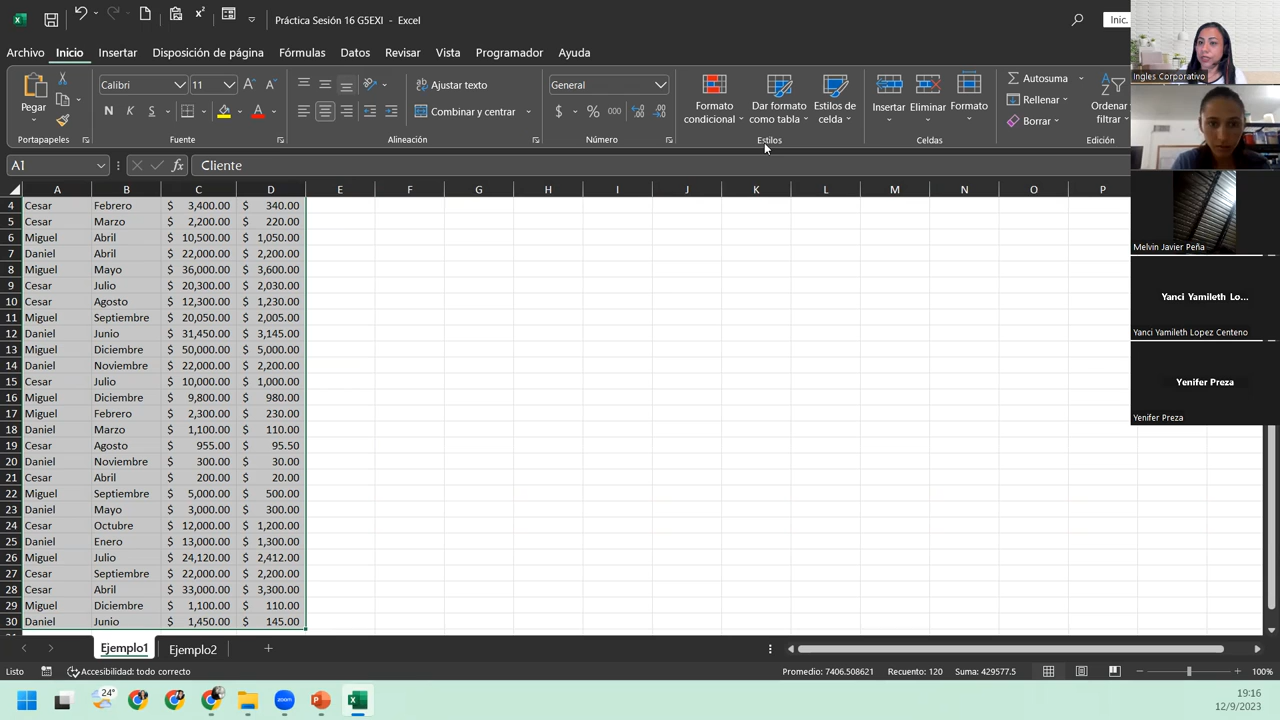 Práctica Sesión 16 G5EXI - Excel
Inic.
Archivo Inicio Insertar Disposición de página Fórmulas Datos Revisar Vista Programador Ayuda
Pegar
Portapapeles
Calibri 11
N K S
Fuente
ab
Combinar y centrar
Alineación
General
$ % 000
Número
Formato condicional
Dar formato como tabla
Estilos de celda
Estilos
Insertar Eliminar Formato
Celdas
Autosuma
Rellenar
Borrar
Ordenar
filtrar
Edición
A1 fx Cliente
A B C D E F G H I J K L M N O P
4 Cesar Febrero $ 3,400.00 $ 340.00
5 Cesar Marzo $ 2,200.00 $ 220.00
6 Miguel Abril $ 10,500.00 $ 1,050.00
7 Daniel Abril $ 22,000.00 $ 2,200.00
8 Miguel Mayo $ 36,000.00 $ 3,600.00
9 Cesar Julio $ 20,300.00 $ 2,030.00
10 Cesar Agosto $ 12,300.00 $ 1,230.00
11 Miguel Septiembre $ 20,050.00 $ 2,005.00
12 Daniel Junio $ 31,450.00 $ 3,145.00
13 Miguel Diciembre $ 50,000.00 $ 5,000.00
14 Daniel Noviembre $ 22,000.00 $ 2,200.00
15 Cesar Julio $ 10,000.00 $ 1,000.00
16 Miguel Diciembre $ 9,800.00 $ 980.00
17 Miguel Febrero $ 2,300.00 $ 230.00
18 Daniel Marzo $ 1,100.00 $ 110.00
19 Cesar Agosto $ 955.00 $ 95.50
20 Daniel Noviembre $ 300.00 $ 30.00
21 Cesar Abril $ 200.00 $ 20.00
22 Miguel Septiembre $ 5,000.00 $ 500.00
23 Daniel Mayo $ 3,000.00 $ 300.00
24 Cesar Octubre $ 12,000.00 $ 1,200.00
25 Daniel Enero $ 13,000.00 $ 1,300.00
26 Miguel Julio $ 24,120.00 $ 2,412.00
27 Cesar Septiembre $ 22,000.00 $ 2,200.00
28 Cesar Abril $ 33,000.00 $ 3,300.00
29 Miguel Diciembre $ 1,100.00 $ 110.00
30 Daniel Junio $ 1,450.00 $ 145.00
Ingles Corporativo
Melvin Javier Peña
Yanci Yamileth Lo...
Yanci Yamileth Lopez Centeno
Yenifer Preza
Yenifer Preza
Ejemplo1 Ejemplo2
Listo Accesibilidad: todo correcto Promedio: 7406.508621 Recuento: 120 Suma: 429577.5 100%
24°
zoom
19:16
12/9/2023